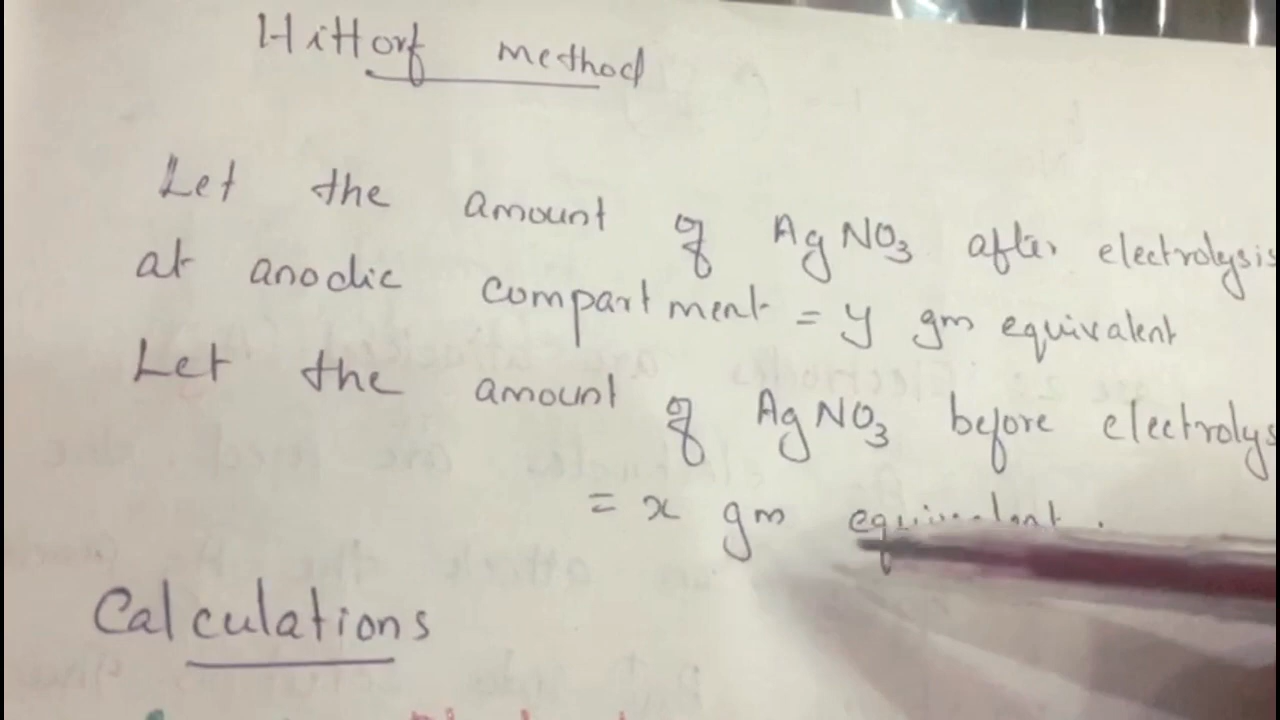 Hittorf method
Let the amount of AgNO3 after electrolysis
at anodic compartment = y gm equivalent
Let the amount of AgNO3 before electrolys
= x gm equivalent.
Calculations